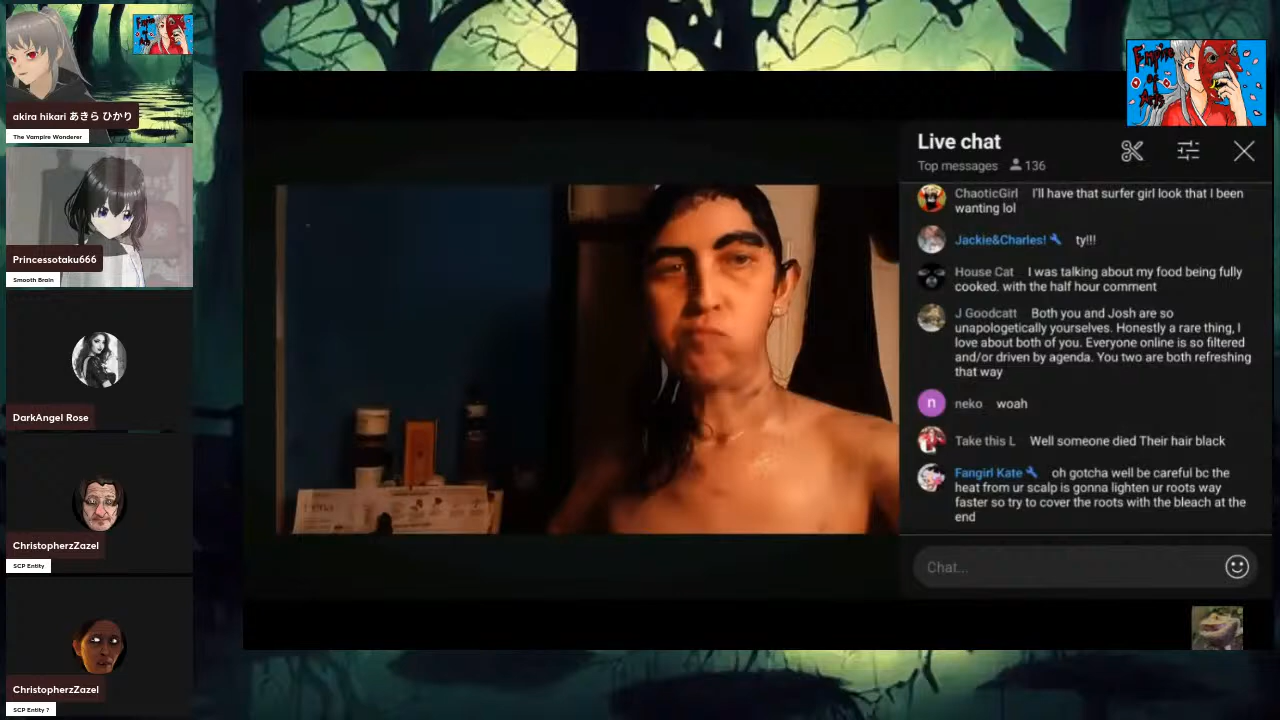 akira hikari あきら ひかり
The Vampire Wonderer
Princessotaku666
Smooth Brain
DarkAngel Rose
ChristopherzZazel
SCP Entity
ChristopherzZazel
SCP Entity ?
Empire
of
Arts
Live chat
Top messages 136
ChaoticGirl I'll have that surfer girl look that I been
wanting lol
Jackie&Charles! ty!!!
House Cat I was talking about my food being fully
cooked. with the half hour comment
J Goodcatt Both you and Josh are so
unapologetically yourselves. Honestly a rare thing, I
love about both of you. Everyone online is so filtered
and/or driven by agenda. You two are both refreshing
that way
n neko woah
Take this L Well someone died Their hair black
Fangirl Kate oh gotcha well be careful bc the
heat from ur scalp is gonna lighten ur roots way
faster so try to cover the roots with the bleach at the
end
Chat...